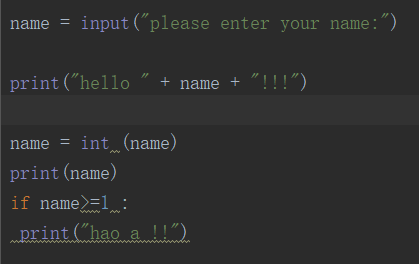 name = input("please enter your name:")
print("hello " + name + "!!!")
name = int (name)
print(name)
if name>=1 :
 print("hao a !!")